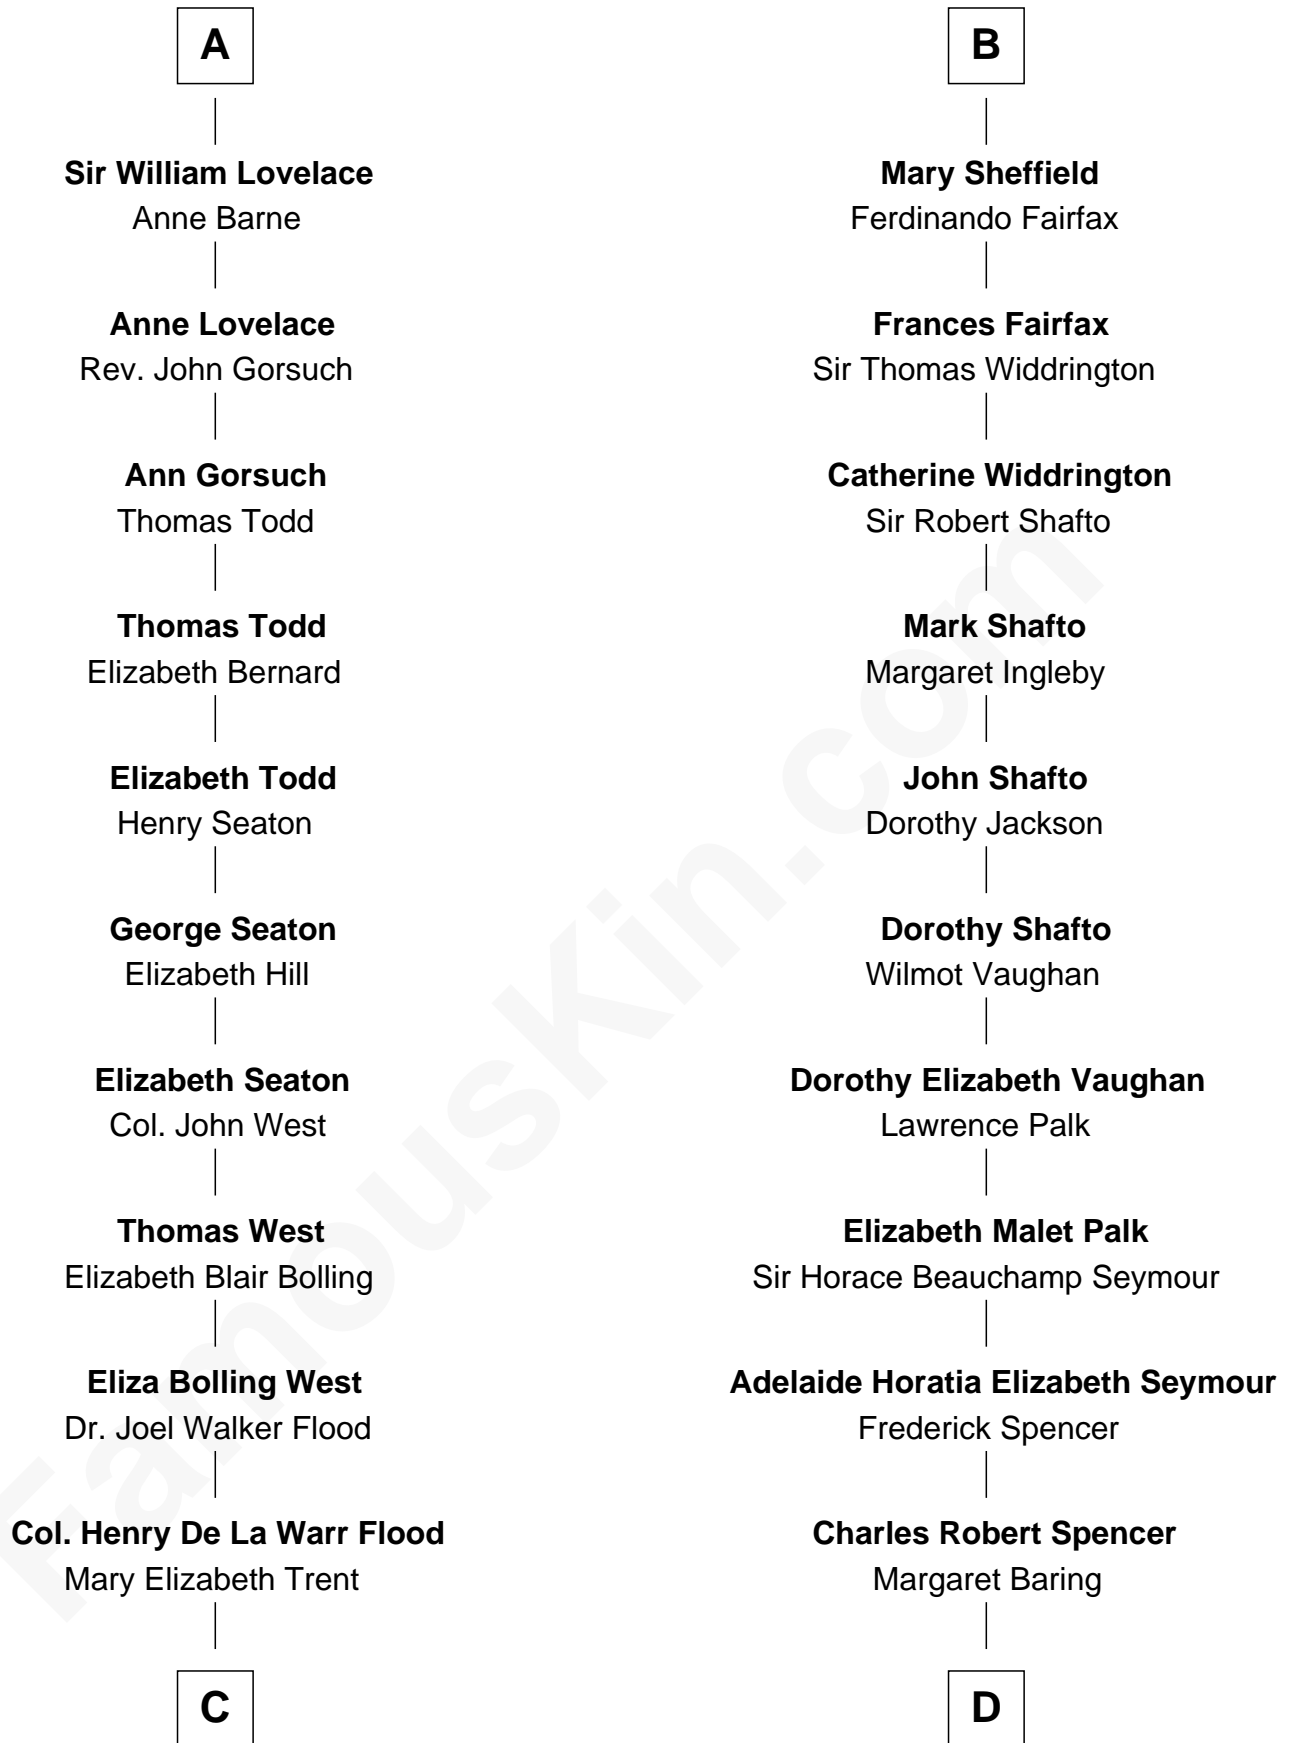 A
Sir William Lovelace
Anne Barne
Anne Lovelace
Rev. John Gorsuch
Ann Gorsuch
Thomas Todd
Thomas Todd
Elizabeth Bernard
Elizabeth Todd
Henry Seaton
George Seaton
Elizabeth Hill
Elizabeth Seaton
Col. John West
Thomas West
Elizabeth Blair Bolling
Eliza Bolling West
Dr. Joel Walker Flood
Col. Henry De La Warr Flood
Mary Elizabeth Trent
C
B
Mary Sheffield
Ferdinando Fairfax
Frances Fairfax
Sir Thomas Widdrington
Catherine Widdrington
Sir Robert Shafto
Mark Shafto
Margaret Ingleby
John Shafto
Dorothy Jackson
Dorothy Shafto
Wilmot Vaughan
Dorothy Elizabeth Vaughan
Lawrence Palk
Elizabeth Malet Palk
Sir Horace Beauchamp Seymour
Adelaide Horatia Elizabeth Seymour
Frederick Spencer
Charles Robert Spencer
Margaret Baring
D
FamousKin.com